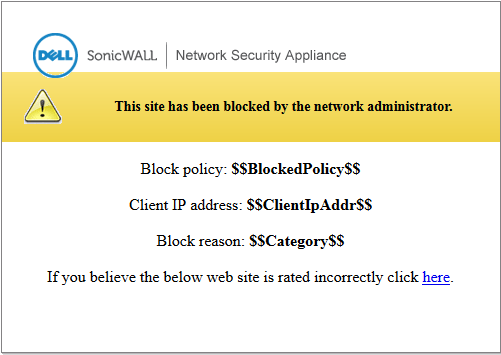 DELL SonicWALL | Network Security Appliance
This site has been blocked by the network administrator.
Block policy: $$BlockedPolicy$$
Client IP address: $$ClientIpAddr$$
Block reason: $$Category$$
If you believe the below web site is rated incorrectly click here.